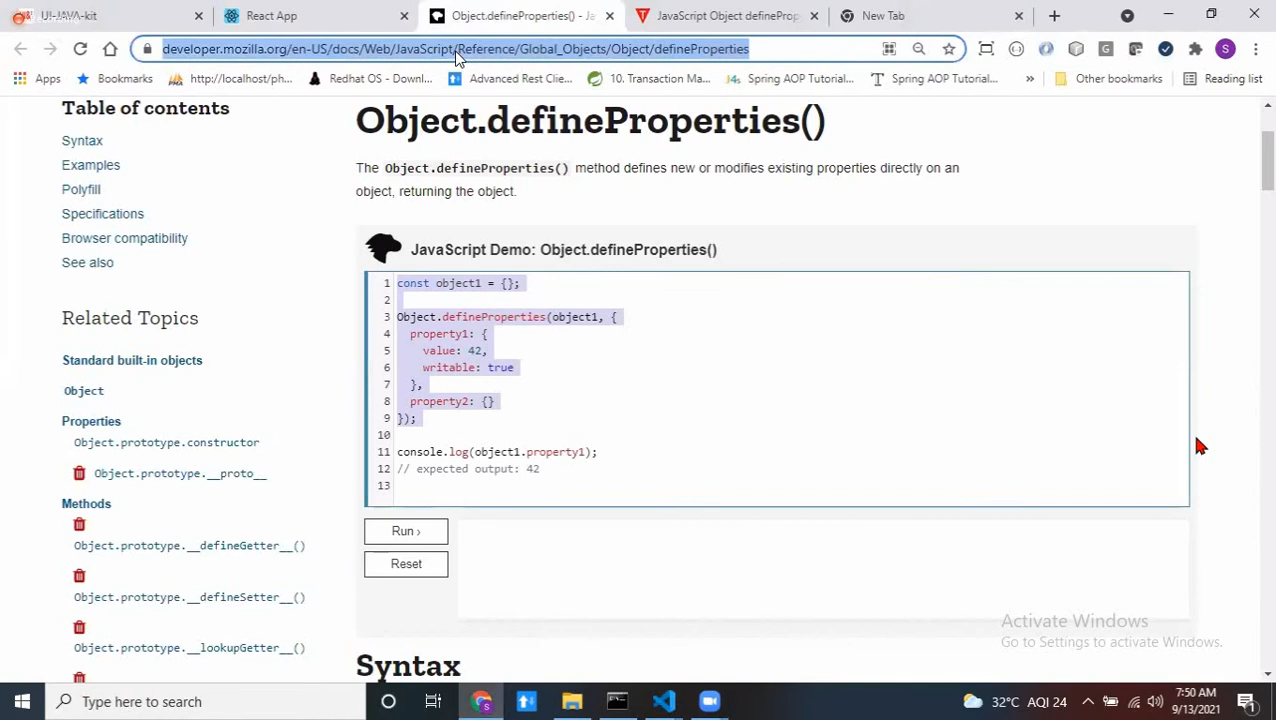 UI-JAVA-kit
React App
Object.defineProperties() - Ja
JavaScript Object defineProp
New Tab
developer.mozilla.org/en-US/docs/Web/JavaScript/Reference/Global_Objects/Object/defineProperties
S
Apps
Bookmarks
http://localhost/ph...
Redhat OS - Downl...
Advanced Rest Clie...
10. Transaction Ma...
Spring AOP Tutorial...
Spring AOP Tutorial...
»
Other bookmarks
Reading list
Table of contents
Syntax
Examples
Polyfill
Specifications
Browser compatibility
See also
Related Topics
Standard built-in objects
Object
Properties
Object.prototype.constructor
Object.prototype.__proto__
Methods
Object.prototype.__defineGetter__()
Object.prototype.__defineSetter__()
Object.prototype.__lookupGetter__()
Object.defineProperties()
The Object.defineProperties() method defines new or modifies existing properties directly on an
object, returning the object.
JavaScript Demo: Object.defineProperties()
1 const object1 = {};
2
3 Object.defineProperties(object1, {
4 property1: {
5 value: 42,
6 writable: true
7 },
8 property2: {}
9 });
10
11 console.log(object1.property1);
12 // expected output: 42
13
Run ›
Reset
Activate Windows
Go to Settings to activate Windows.
Syntax
Type here to search
32°C AQI 24
7:50 AM
9/13/2021
1